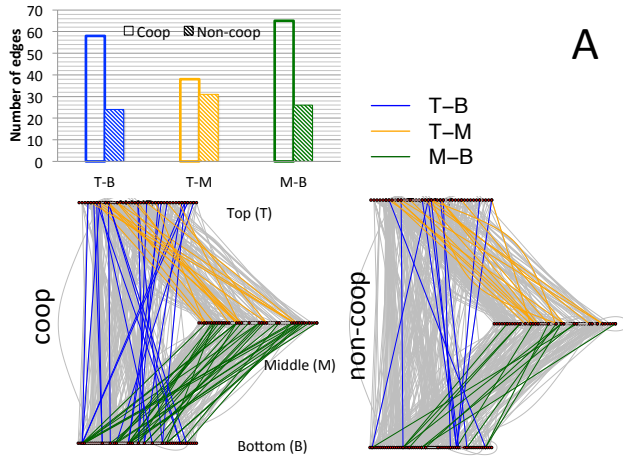 70
60
50
40
30
20
10
0
Number of edges
Coop Non-coop
T-B T-M M-B
A
T–B
T–M
M–B
Top (T)
coop
Middle (M)
Bottom (B)
non-coop